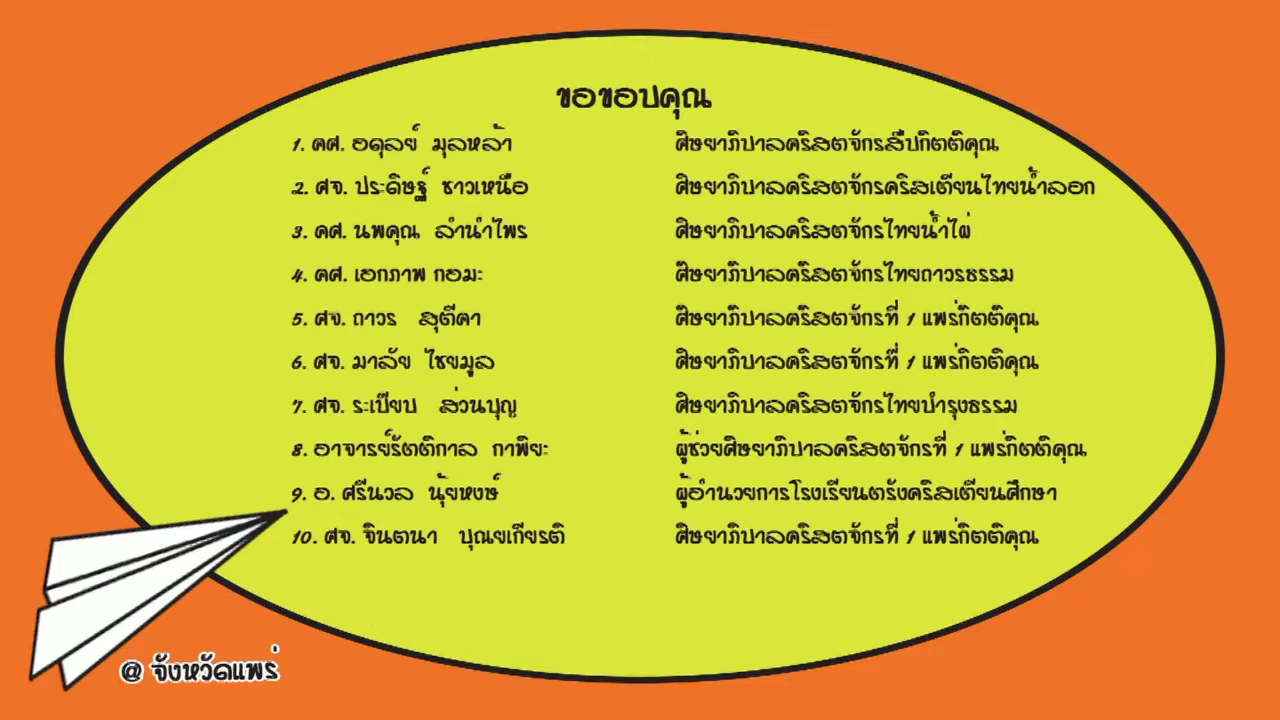 ขอขอบคุณ
1. คศ. อดุลย์ มุลหล้า ศิษยาภิบาลคริสตจักรสืบกิตติคุณ
2. ศจ. ประดิษฐ์ ชาวเหนือ ศิษยาภิบาลคริสตจักรคริสเตียนไทยน้ำลอก
3. คศ. นพคุณ ลำนำไพร ศิษยาภิบาลคริสตจักรไทยน้ำไผ่
4. คศ. เอกภาพ กอมะ ศิษยาภิบาลคริสตจักรไทยถาวรธรรม
5. ศจ. ถาวร สุตีคา ศิษยาภิบาลคริสตจักรที่ 1 แพร่กิตติคุณ
6. ศจ. มาลัย ไชยมูล ศิษยาภิบาลคริสตจักรที่ 1 แพร่กิตติคุณ
7. ศจ. ระเบียบ ส่วนบุญ ศิษยาภิบาลคริสตจักรไทยบำรุงธรรม
8. อาจารย์รัตติกาล กาพิยะ ผู้ช่วยศิษยาภิบาลคริสตจักรที่ 1 แพร่กิตติคุณ
9. อ. ศรีนวล นุ้ยหงษ์ ผู้อำนวยการโรงเรียนตรังคริสเตียนศึกษา
10. ศจ. จินตนา บุณยเกียรติ ศิษยาภิบาลคริสตจักรที่ 1 แพร่กิตติคุณ
@ จังหวัดแพร่